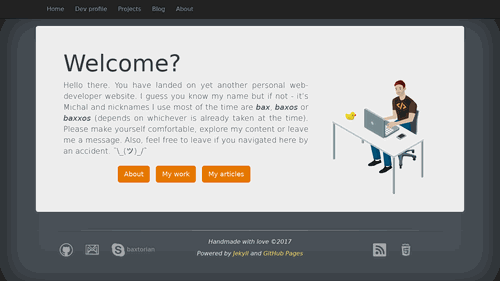 Home Dev profile Projects Blog About
Welcome?
Hello there. You have landed on yet another personal web-
developer website. I guess you know my name but if not - it's
Michal and nicknames I use most of the time are bax, baxos or
baxxos (depends on whichever is already taken at the time).
Please make yourself comfortable, explore my content or leave
me a message. Also, feel free to leave if you navigated here by
an accident. ¯\_(ツ)_/¯
About My work My articles
Handmade with love ©2017
baxtorian
Powered by Jekyll and GitHub Pages